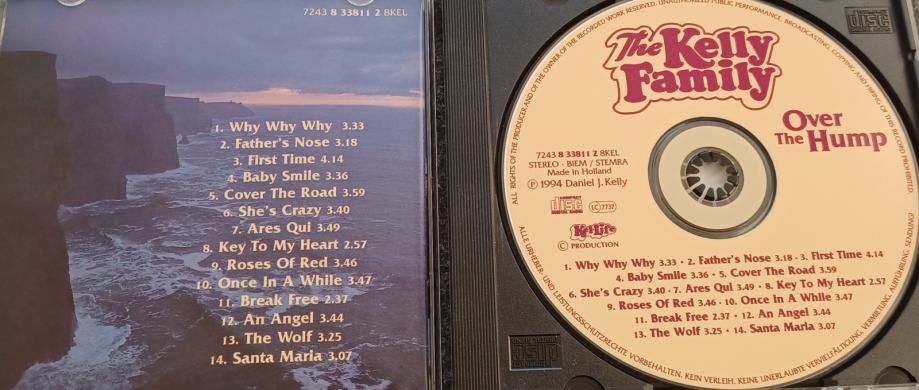 7243 8 33811 2 8KEL
1. Why Why Why 3.33
2. Father's Nose 3.18
3. First Time 4.14
4. Baby Smile 3.36
5. Cover The Road 3.59
6. She's Crazy 3.40
7. Ares Qui 3.49
8. Key To My Heart 2.57
9. Roses Of Red 3.46
10. Once In A While 3.47
11. Break Free 2.37
12. An Angel 3.44
13. The Wolf 3.25
14. Santa Maria 3.07
ALL RIGHTS OF THE PRODUCER AND OF THE OWNER OF THE RECORDED WORK RESERVED. UNAUTHORIZED PUBLIC PERFORMANCE, BROADCASTING, COPYING AND HIRING OF THIS RECORD PROHIBITED.
The Kelly
Family
Over
The Hump
7243 8 33811 2 8KEL
STEREO · BIEM / STEMRA
Made in Holland
Ⓟ 1994 Daniel J. Kelly
COMPACT
disc
DIGITAL AUDIO
LC 7737
KelLife
© PRODUCTION
1. Why Why Why 3.33 · 2. Father's Nose 3.18 · 3. First Time 4.14
4. Baby Smile 3.36 · 5. Cover The Road 3.59
6. She's Crazy 3.40 · 7. Ares Qui 3.49 · 8. Key To My Heart 2.57
9. Roses Of Red 3.46 · 10. Once In A While 3.47
11. Break Free 2.37 · 12. An Angel 3.44
13. The Wolf 3.25 · 14. Santa Maria 3.07
ALLE URHEBER- UND LEISTUNGSSCHUTZRECHTE VORBEHALTEN. KEIN VERLEIH. KEINE UNERLAUBTE VERVIELFÄLTIGUNG, VERMIETUNG, AUFFÜHRUNG, SENDUNG!
disc
disc